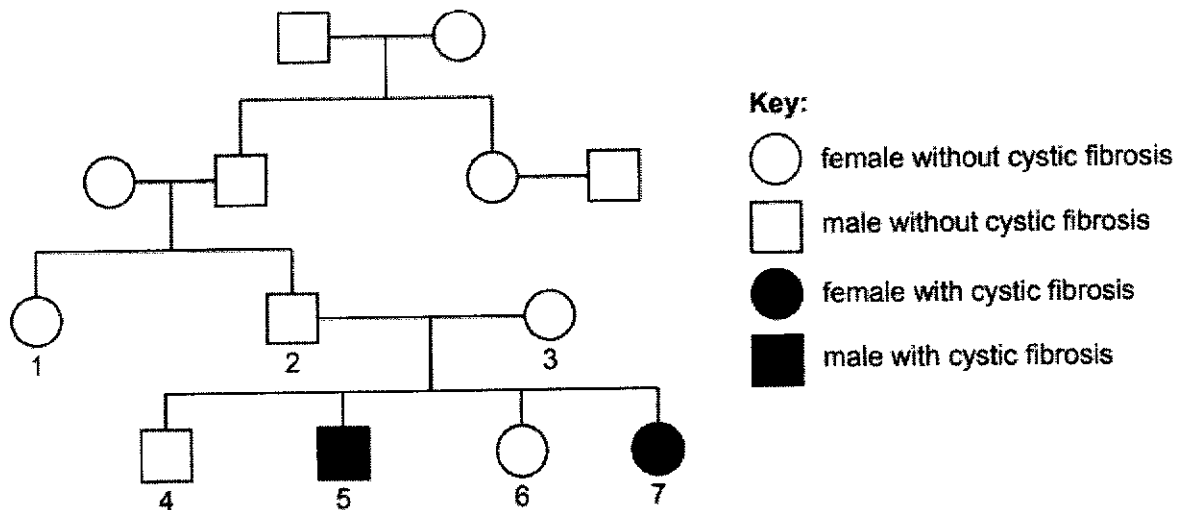 Key:
female without cystic fibrosis
male without cystic fibrosis
female with cystic fibrosis
male with cystic fibrosis
1
2
3
4
5
6
7